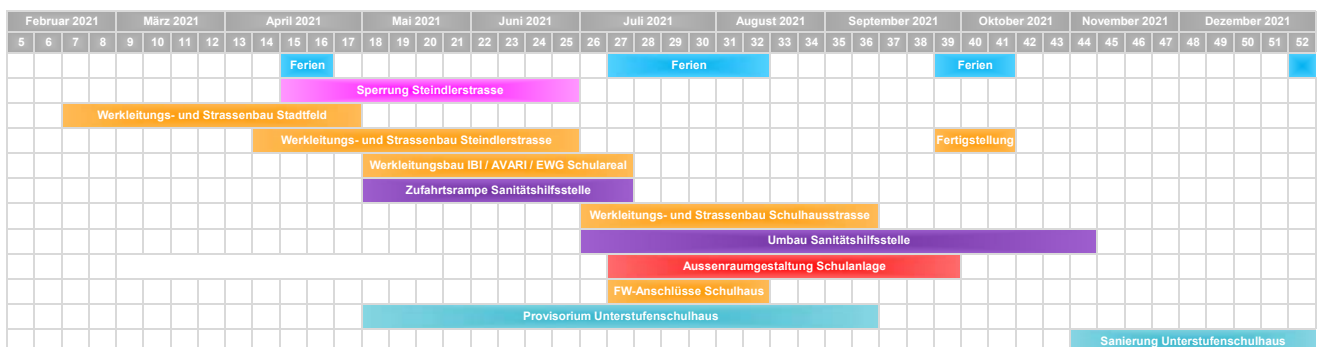 Februar 2021 März 2021 April 2021 Mai 2021 Juni 2021 Juli 2021 August 2021 September 2021 Oktober 2021 November 2021 Dezember 2021
5 6 7 8 9 10 11 12 13 14 15 16 17 18 19 20 21 22 23 24 25 26 27 28 29 30 31 32 33 34 35 36 37 38 39 40 41 42 43 44 45 46 47 48 49 50 51 52
Ferien Ferien Ferien
Sperrung Steindlerstrasse
Werkleitungs- und Strassenbau Stadtfeld
Werkleitungs- und Strassenbau Steindlerstrasse Fertigstellung
Werkleitungsbau IBI / AVARI / EWG Schulareal
Zufahrtsrampe Sanitätshilfsstelle
Werkleitungs- und Strassenbau Schulhausstrasse
Umbau Sanitätshilfsstelle
Aussenraumgestaltung Schulanlage
FW-Anschlüsse Schulhaus
Provisorium Unterstufenschulhaus
Sanierung Unterstufenschulhaus